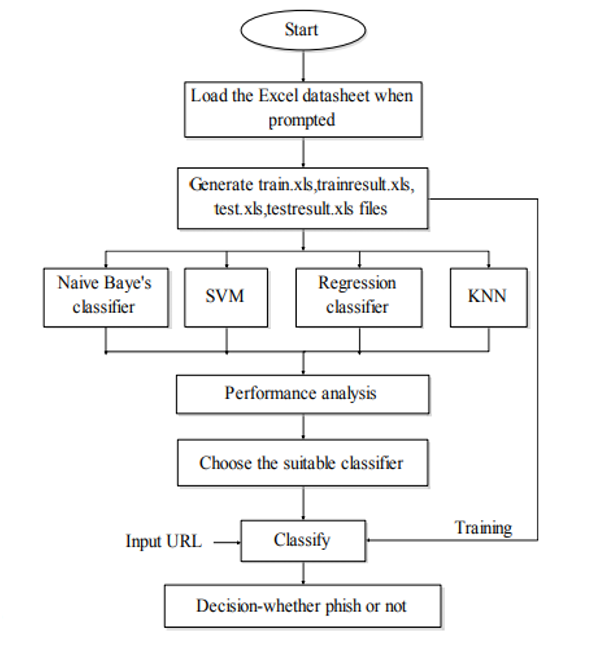 Start
Load the Excel datasheet when
prompted
Generate train.xls,trainresult.xls,
test.xls,testresult.xls files
Naive Baye's
classifier
SVM
Regression
classifier
KNN
Performance analysis
Choose the suitable classifier
Training
Input URL
Classify
Decision-whether phish or not